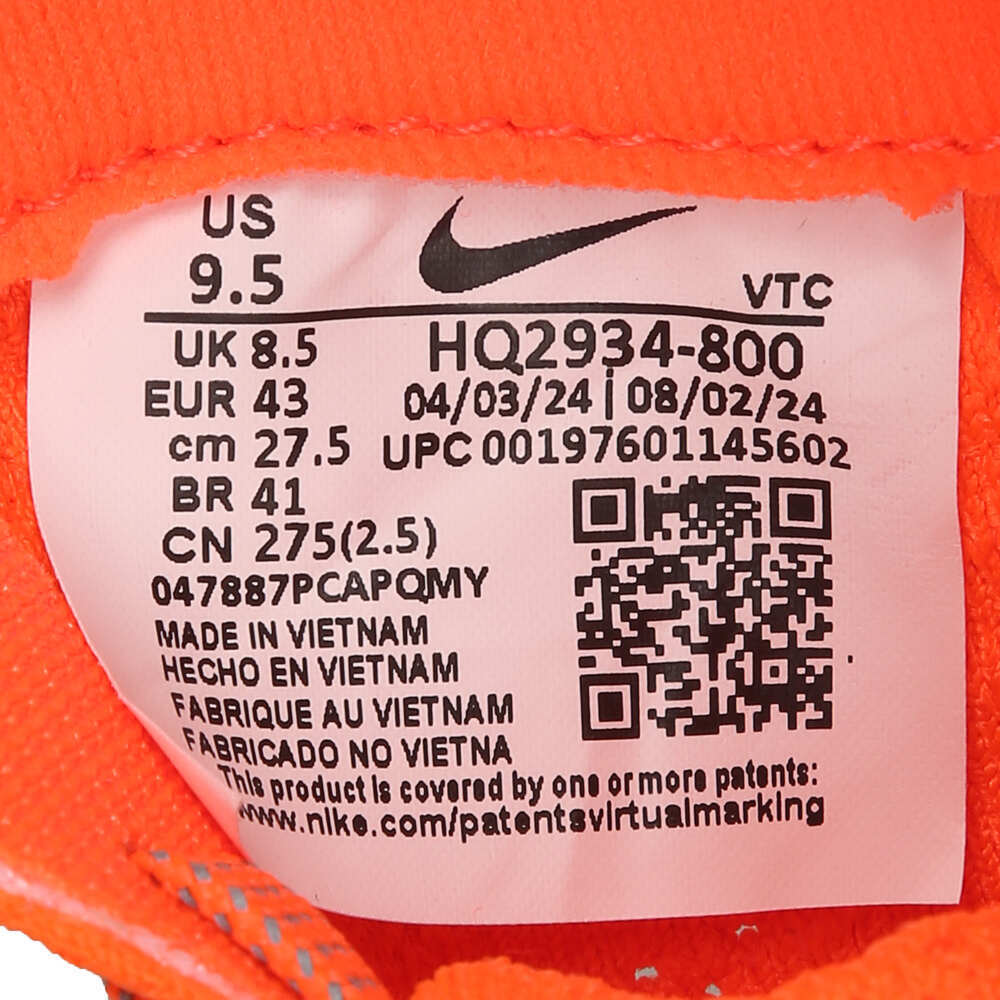 US
9.5
VTC
UK 8.5
HQ2934-800
EUR 43
04/03/24 | 08/02/24
cm 27.5
UPC 00197601145602
BR 41
CN 275(2.5)
047887PCAPQMY
MADE IN VIETNAM
HECHO EN VIETNAM
FABRIQUE AU VIETNAM
FABRICADO NO VIETNA
This product is covered by one or more patents:
www.nike.com/patentsvirtualmarking